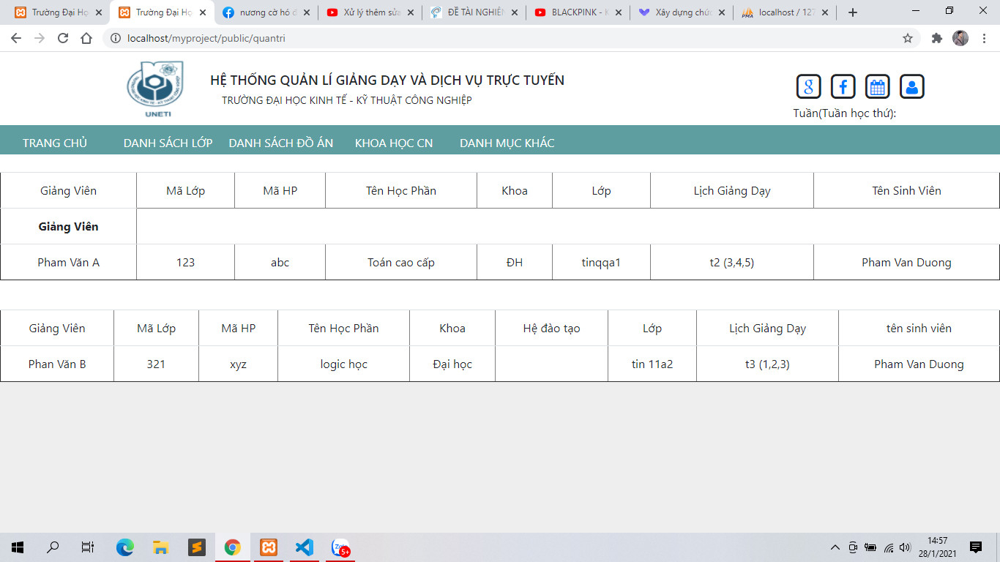 Trường Đại Họ
Trường Đại Họ
nương cờ hó
Xử lý thêm sửa
ĐỀ TÀI NGHIÊN
BLACKPINK - K
Xây dựng chức
localhost / 127
localhost/myproject/public/quantri
UNETI
HỆ THỐNG QUẢN LÍ GIẢNG DẠY VÀ DỊCH VỤ TRỰC TUYẾN
TRƯỜNG ĐẠI HỌC KINH TẾ - KỸ THUẬT CÔNG NGHIỆP
Tuần(Tuần học thứ):
TRANG CHỦ DANH SÁCH LỚP DANH SÁCH ĐỒ ÁN KHOA HỌC CN DANH MỤC KHÁC
Giảng Viên Mã Lớp Mã HP Tên Học Phần Khoa Lớp Lịch Giảng Dạy Tên Sinh Viên
Giảng Viên
Pham Văn A 123 abc Toán cao cấp ĐH tinqqa1 t2 (3,4,5) Pham Van Duong
Giảng Viên Mã Lớp Mã HP Tên Học Phần Khoa Hệ đào tạo Lớp Lịch Giảng Dạy tên sinh viên
Phan Văn B 321 xyz logic học Đại học tin 11a2 t3 (1,2,3) Pham Van Duong
5+
14:57
28/1/2021